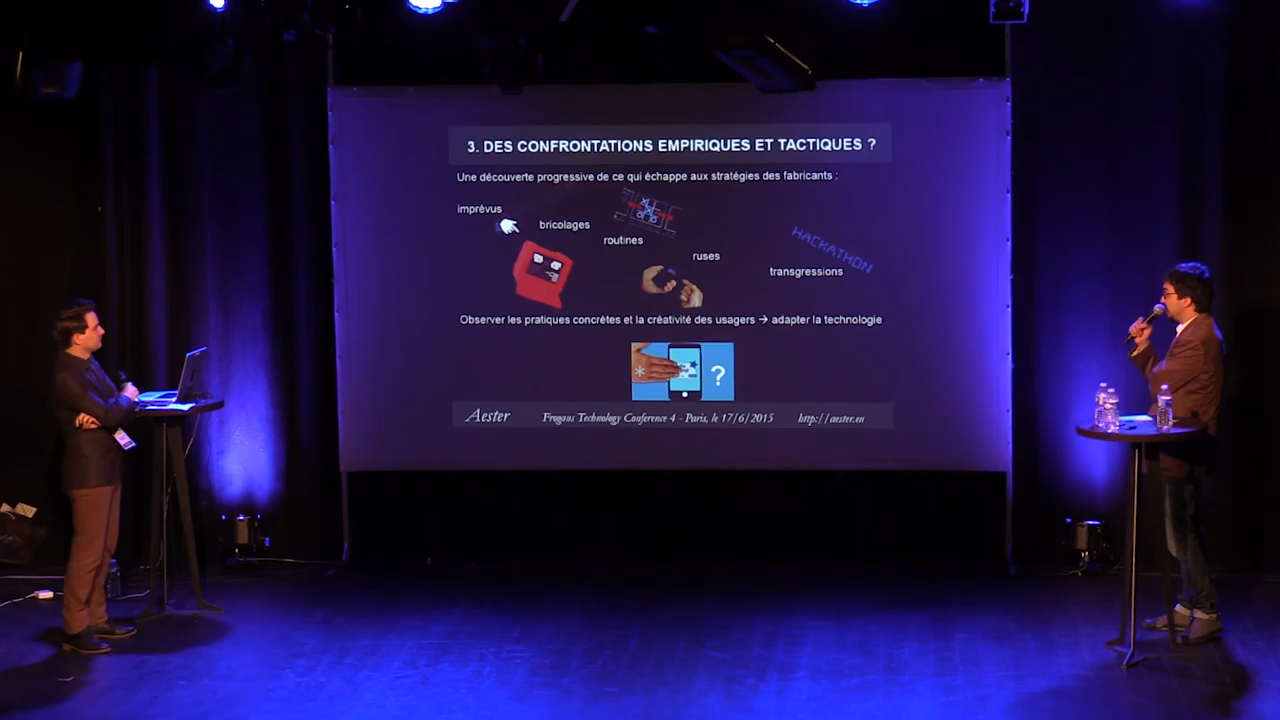 3. DES CONFRONTATIONS EMPIRIQUES ET TACTIQUES ?
Une découverte progressive de ce qui échappe aux stratégies des fabricants :
imprévus
bricolages
routines
ruses
HACKATHON
transgressions
Observer les pratiques concrètes et la créativité des usagers → adapter la technologie
* ?
Aester Frogans Technology Conference 4 - Paris, le 17/6/2015 http://aester.eu